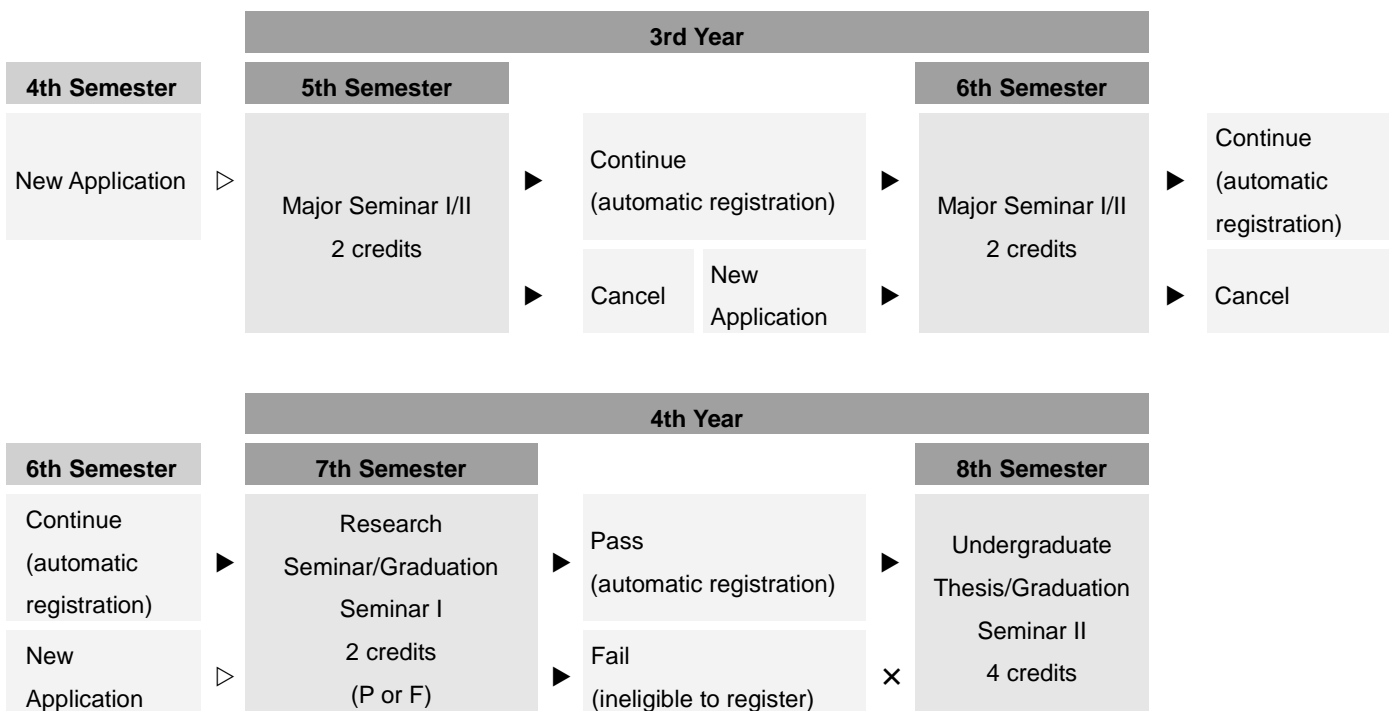 3rd Year
4th Semester
5th Semester
6th Semester
New Application
Major Seminar I/II
2 credits
Continue
(automatic registration)
Cancel
New
Application
Major Seminar I/II
2 credits
Continue
(automatic
registration)
Cancel
4th Year
6th Semester
7th Semester
8th Semester
Continue
(automatic
registration)
New
Application
Research
Seminar/Graduation
Seminar I
2 credits
(P or F)
Pass
(automatic registration)
Fail
(ineligible to register)
Undergraduate
Thesis/Graduation
Seminar II
4 credits